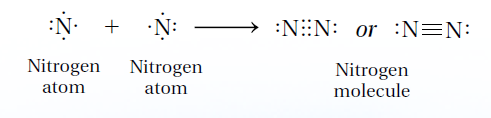 :Ṇ̇· + ·Ṇ̇: ⟶ :N⋮⋮N: or :N≡N:
Nitrogen atom Nitrogen atom Nitrogen molecule